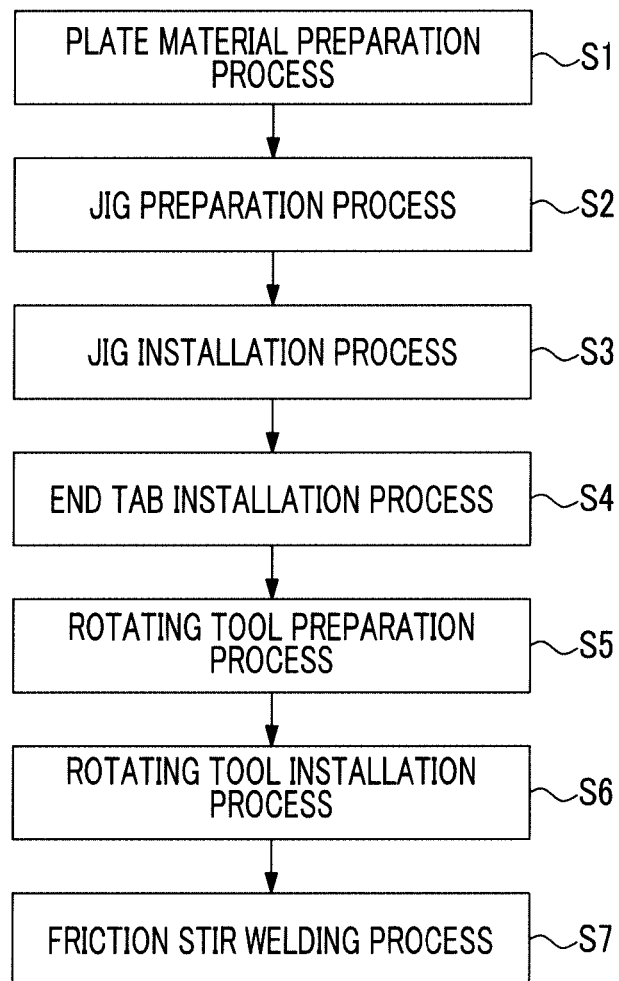 PLATE MATERIAL PREPARATION
PROCESS
S1
JIG PREPARATION PROCESS
S2
JIG INSTALLATION PROCESS
S3
END TAB INSTALLATION PROCESS
S4
ROTATING TOOL PREPARATION
PROCESS
S5
ROTATING TOOL INSTALLATION
PROCESS
S6
FRICTION STIR WELDING PROCESS
S7